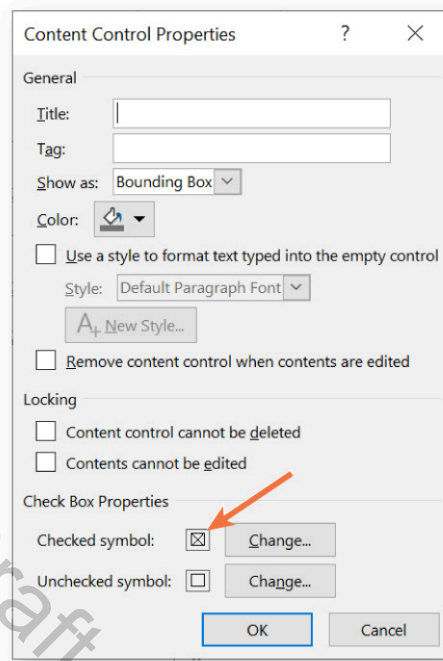 Content Control Properties ? ×
General
Title:
Tag:
Show as: Bounding Box
Color:
Use a style to format text typed into the empty control
Style: Default Paragraph Font
A+ New Style...
Remove content control when contents are edited
Locking
Content control cannot be deleted
Contents cannot be edited
Check Box Properties
Checked symbol: Change...
Unchecked symbol: Change...
OK Cancel